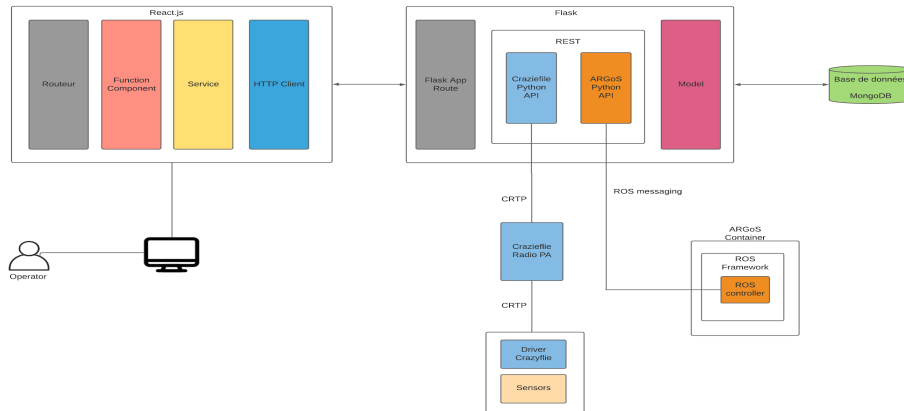 React.js
Routeur
Function
Component
Service
HTTP Client
Flask
Flask App
Route
REST
Craziefile
Python
API
ARGoS
Python
API
Model
Base de données
MongoDB
CRTP
ROS messaging
Crazieflie
Radio PA
CRTP
ARGoS
Container
ROS
Framework
ROS
controller
Operator
Driver
Crazyflie
Sensors